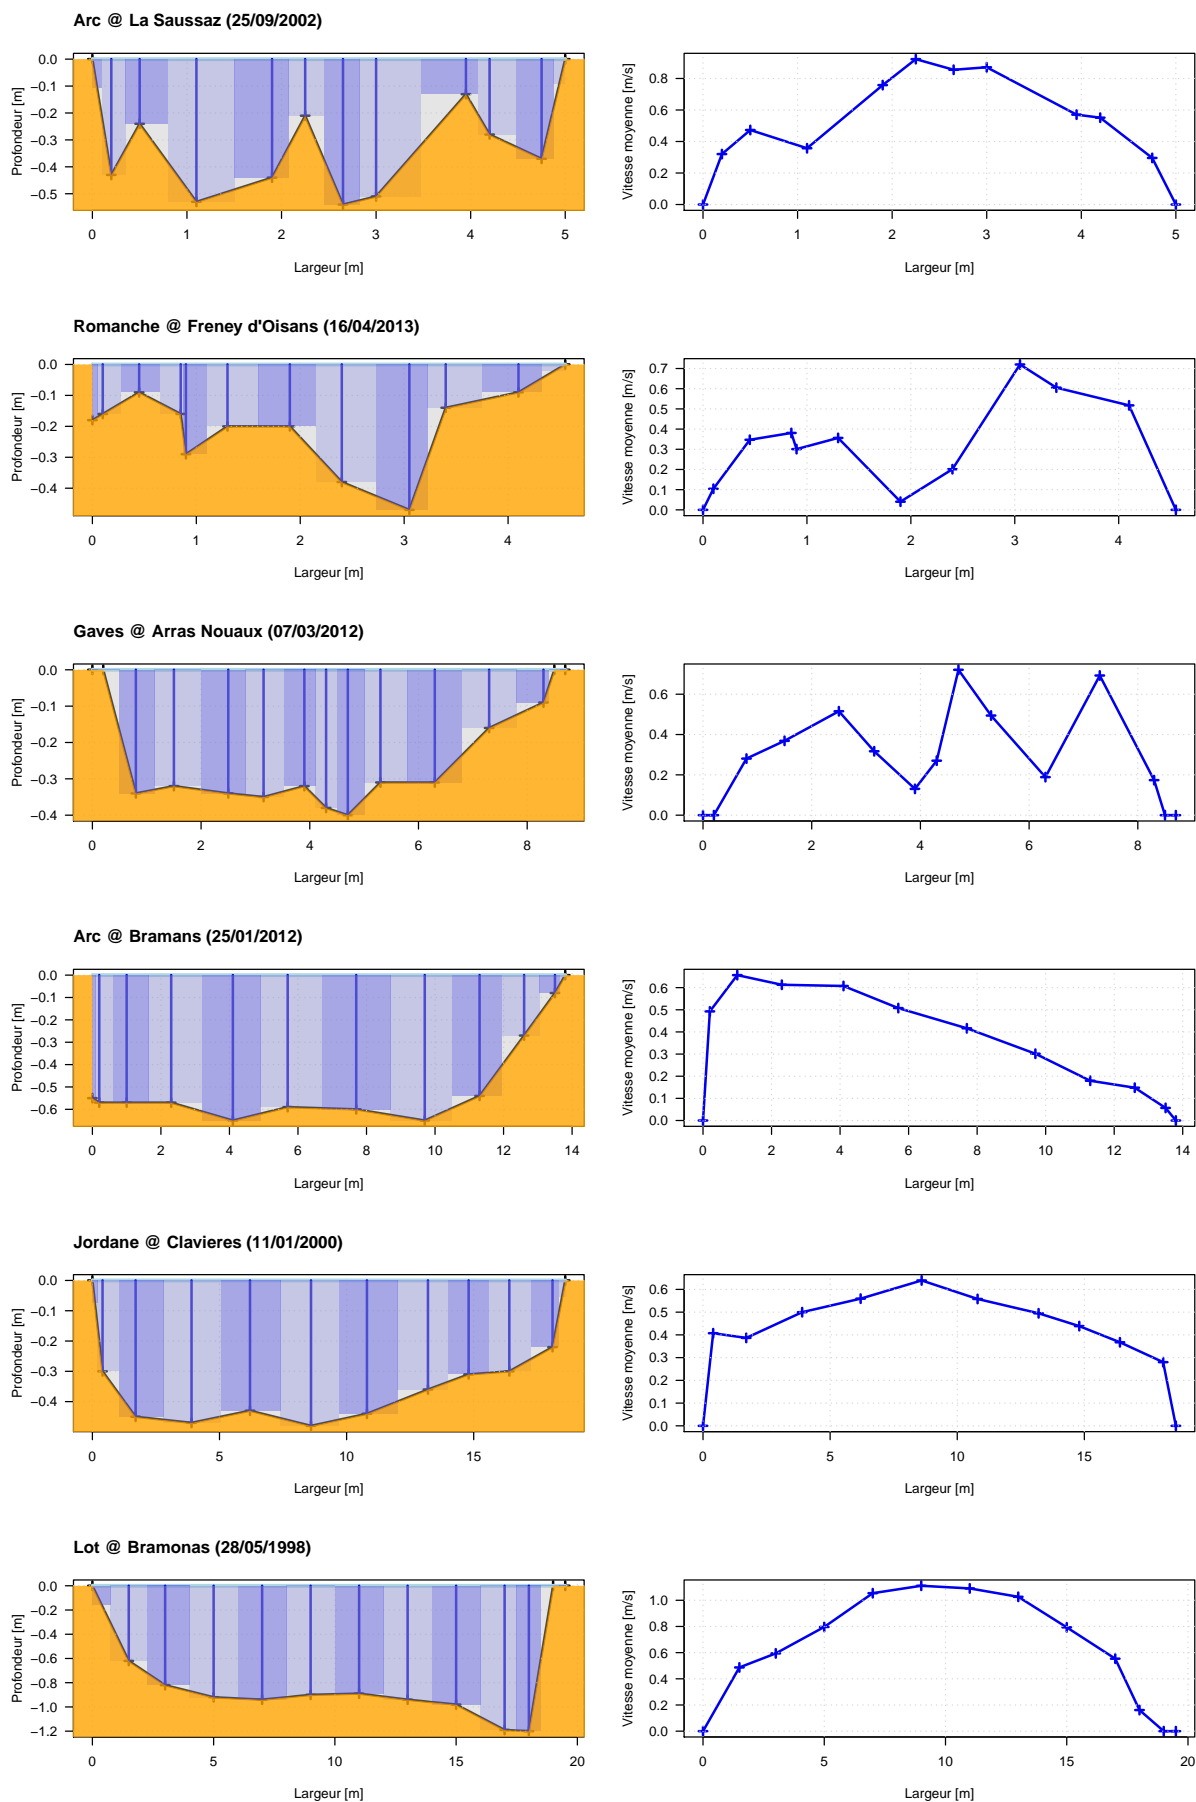 Arc @ La Saussaz (25/09/2002)
Profondeur [m]
0.0
−0.1
−0.2
−0.3
−0.4
−0.5
0 1 2 3 4 5
Largeur [m]
Vitesse moyenne [m/s]
0.8
0.6
0.4
0.2
0.0
0 1 2 3 4 5
Largeur [m]
Romanche @ Freney d'Oisans (16/04/2013)
Profondeur [m]
0.0
−0.1
−0.2
−0.3
−0.4
0 1 2 3 4
Largeur [m]
Vitesse moyenne [m/s]
0.7
0.6
0.5
0.4
0.3
0.2
0.1
0.0
0 1 2 3 4
Largeur [m]
Gaves @ Arras Nouaux (07/03/2012)
Profondeur [m]
0.0
−0.1
−0.2
−0.3
−0.4
0 2 4 6 8
Largeur [m]
Vitesse moyenne [m/s]
0.6
0.4
0.2
0.0
0 2 4 6 8
Largeur [m]
Arc @ Bramans (25/01/2012)
Profondeur [m]
0.0
−0.1
−0.2
−0.3
−0.4
−0.5
−0.6
0 2 4 6 8 10 12 14
Largeur [m]
Vitesse moyenne [m/s]
0.6
0.5
0.4
0.3
0.2
0.1
0.0
0 2 4 6 8 10 12 14
Largeur [m]
Jordane @ Clavieres (11/01/2000)
Profondeur [m]
0.0
−0.1
−0.2
−0.3
−0.4
0 5 10 15
Largeur [m]
Vitesse moyenne [m/s]
0.6
0.5
0.4
0.3
0.2
0.1
0.0
0 5 10 15
Largeur [m]
Lot @ Bramonas (28/05/1998)
Profondeur [m]
0.0
−0.2
−0.4
−0.6
−0.8
−1.0
−1.2
0 5 10 15 20
Largeur [m]
Vitesse moyenne [m/s]
1.0
0.8
0.6
0.4
0.2
0.0
0 5 10 15 20
Largeur [m]